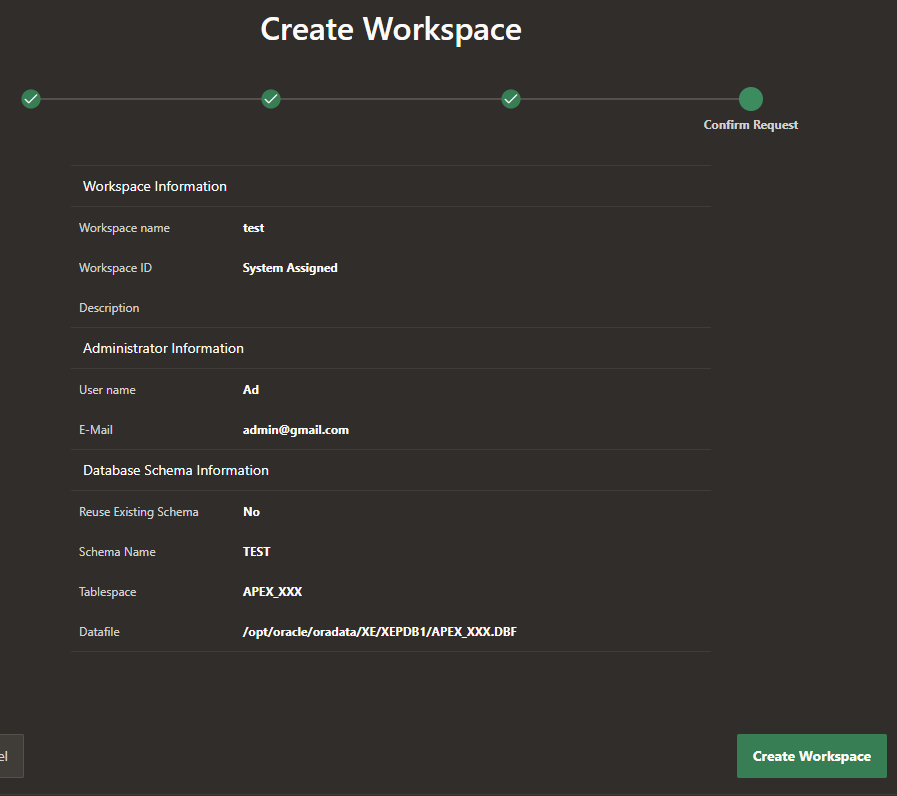 Create Workspace
Confirm Request
Workspace Information
Workspace name test
Workspace ID System Assigned
Description
Administrator Information
User name Ad
E-Mail admin@gmail.com
Database Schema Information
Reuse Existing Schema No
Schema Name TEST
Tablespace APEX_XXX
Datafile /opt/oracle/oradata/XE/XEPDB1/APEX_XXX.DBF
el Create Workspace